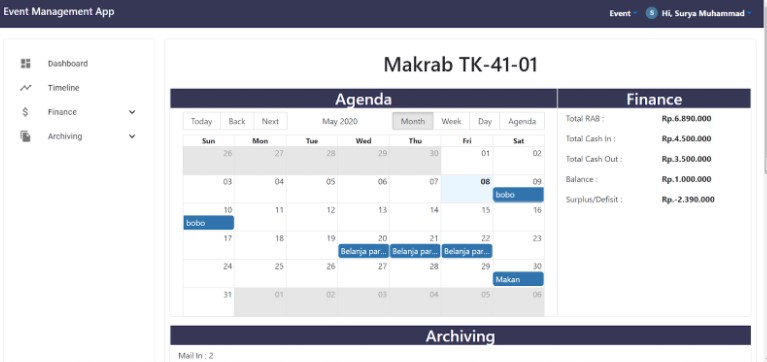 Event Management App
Event
S Hi, Surya Muhammad
Dashboard
Timeline
Finance
Archiving
Makrab TK-41-01
Agenda
Today Back Next May 2020 Month Week Day Agenda
Sun Mon Tue Wed Thu Fri Sat
26 27 28 29 30 01 02
03 04 05 06 07 08 09
bobo
10 11 12 13 14 15 16
bobo
17 18 19 20 21 22 23
Belanja par... Belanja par... Belanja par...
24 25 26 27 28 29 30
Makan
31 01 02 03 04 05 06
Finance
Total RAB : Rp.6.890.000
Total Cash In : Rp.4.500.000
Total Cash Out : Rp.3.500.000
Balance : Rp.1.000.000
Surplus/Defisit : Rp.-2.390.000
Archiving
Mail In : 2